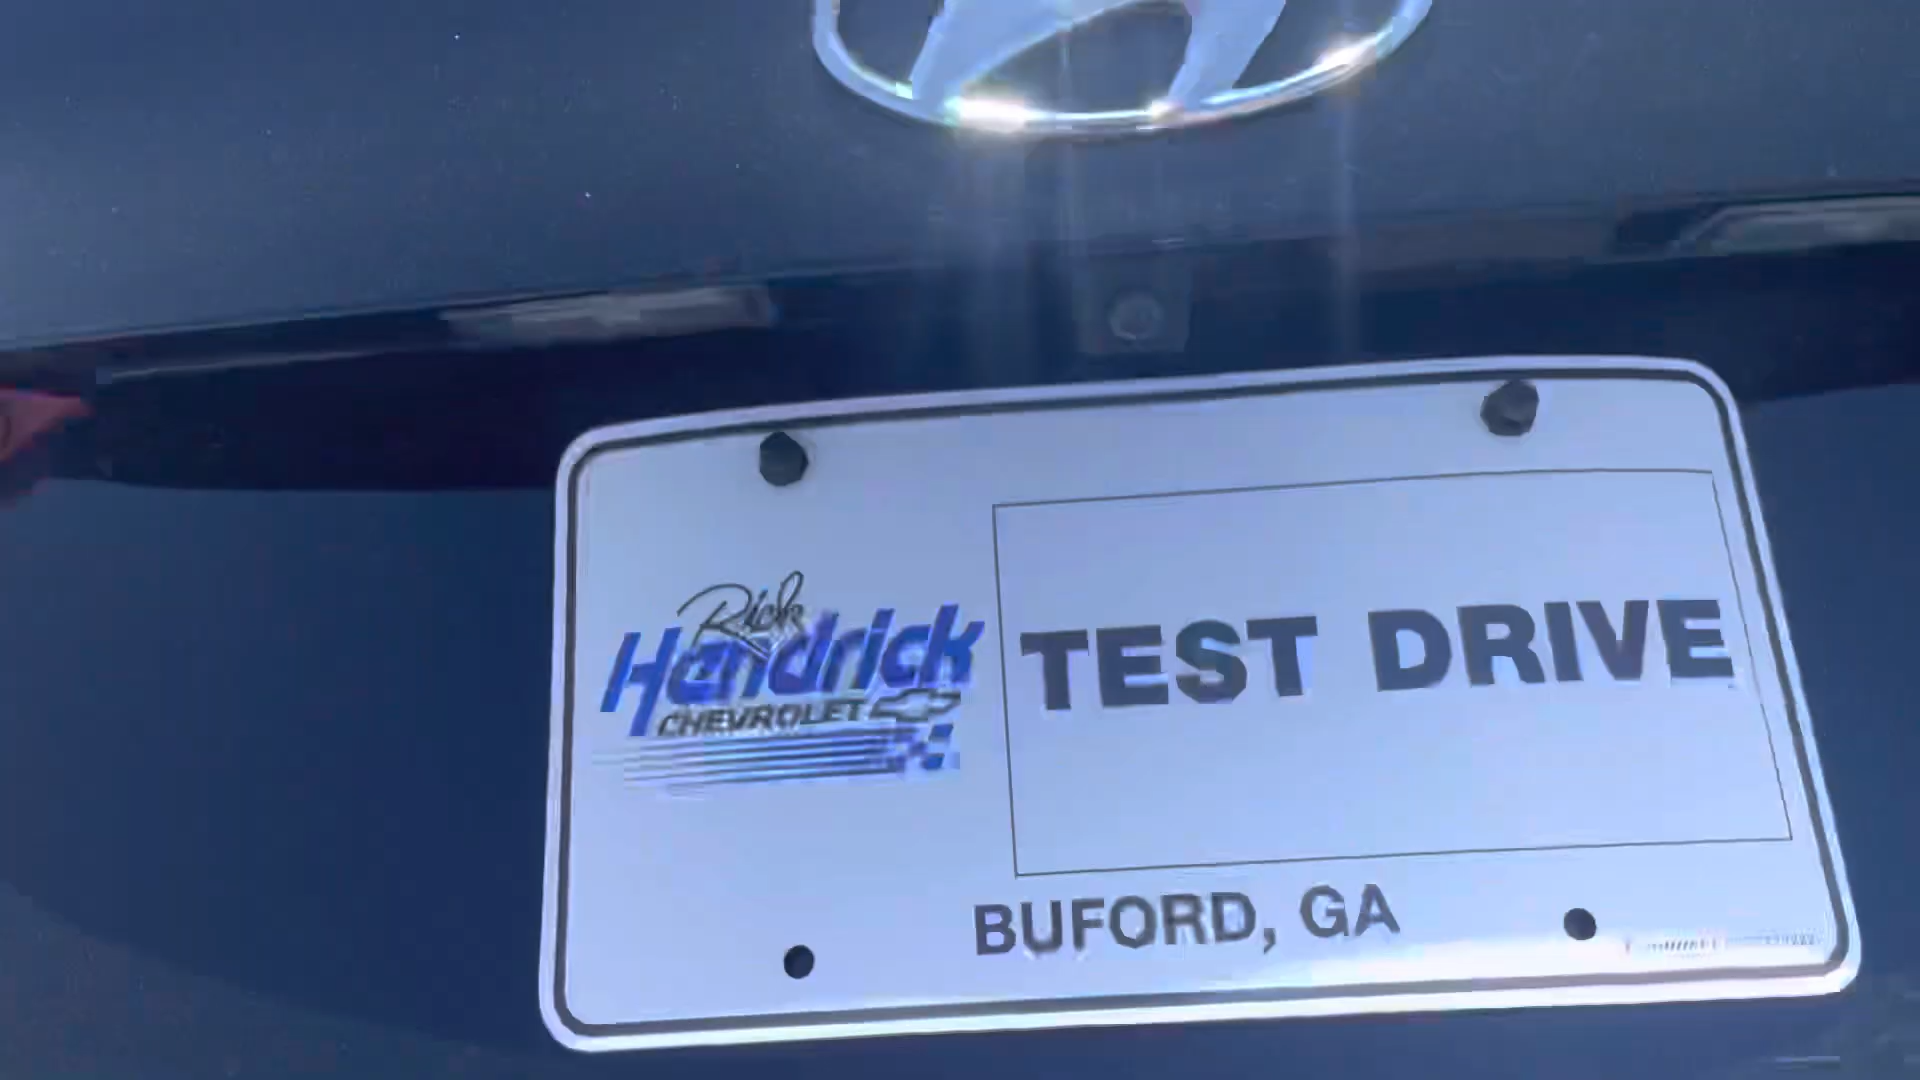 Rick
Hendrick
CHEVROLET
TEST DRIVE
BUFORD, GA